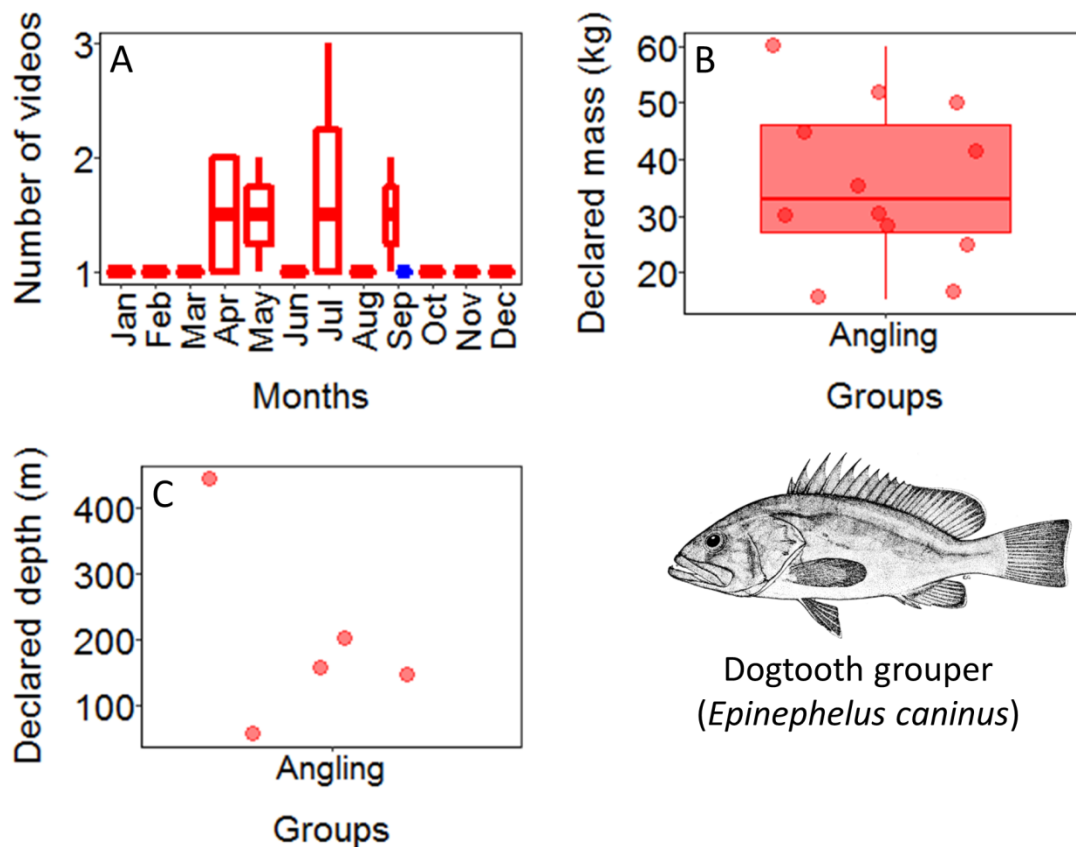 A
Number of videos
3
2
1
Jan
Feb
Mar
Apr
May
Jun
Jul
Aug
Sep
Oct
Nov
Dec
Months
B
Declared mass (kg)
60
50
40
30
20
Angling
Groups
C
Declared depth (m)
400
300
200
100
Angling
Groups
Dogtooth grouper
(Epinephelus caninus)